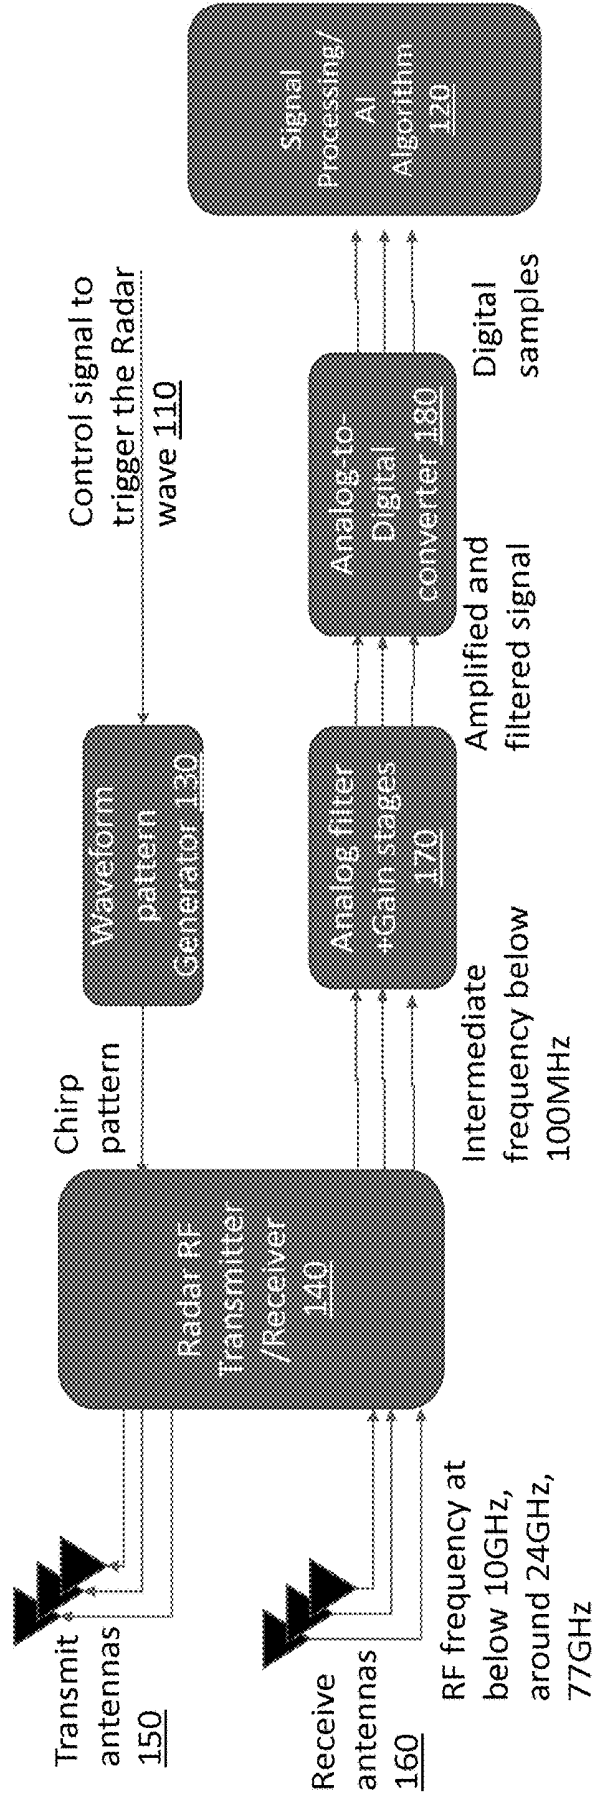 Transmit
antennas
150
Receive
antennas
160
RF frequency at
below 10GHz,
around 24GHz,
77GHz
Radar RF
Transmitter
/Receiver
140
Chirp
pattern
Waveform
pattern
Generator 130
Control signal to
trigger the Radar
wave 110
Intermediate
frequency below
100MHz
Analog filter
+Gain stages
170
Amplified and
filtered signal
Analog-to-
Digital
converter 180
Digital
samples
Signal
Processing/
AI
Algorithm
120